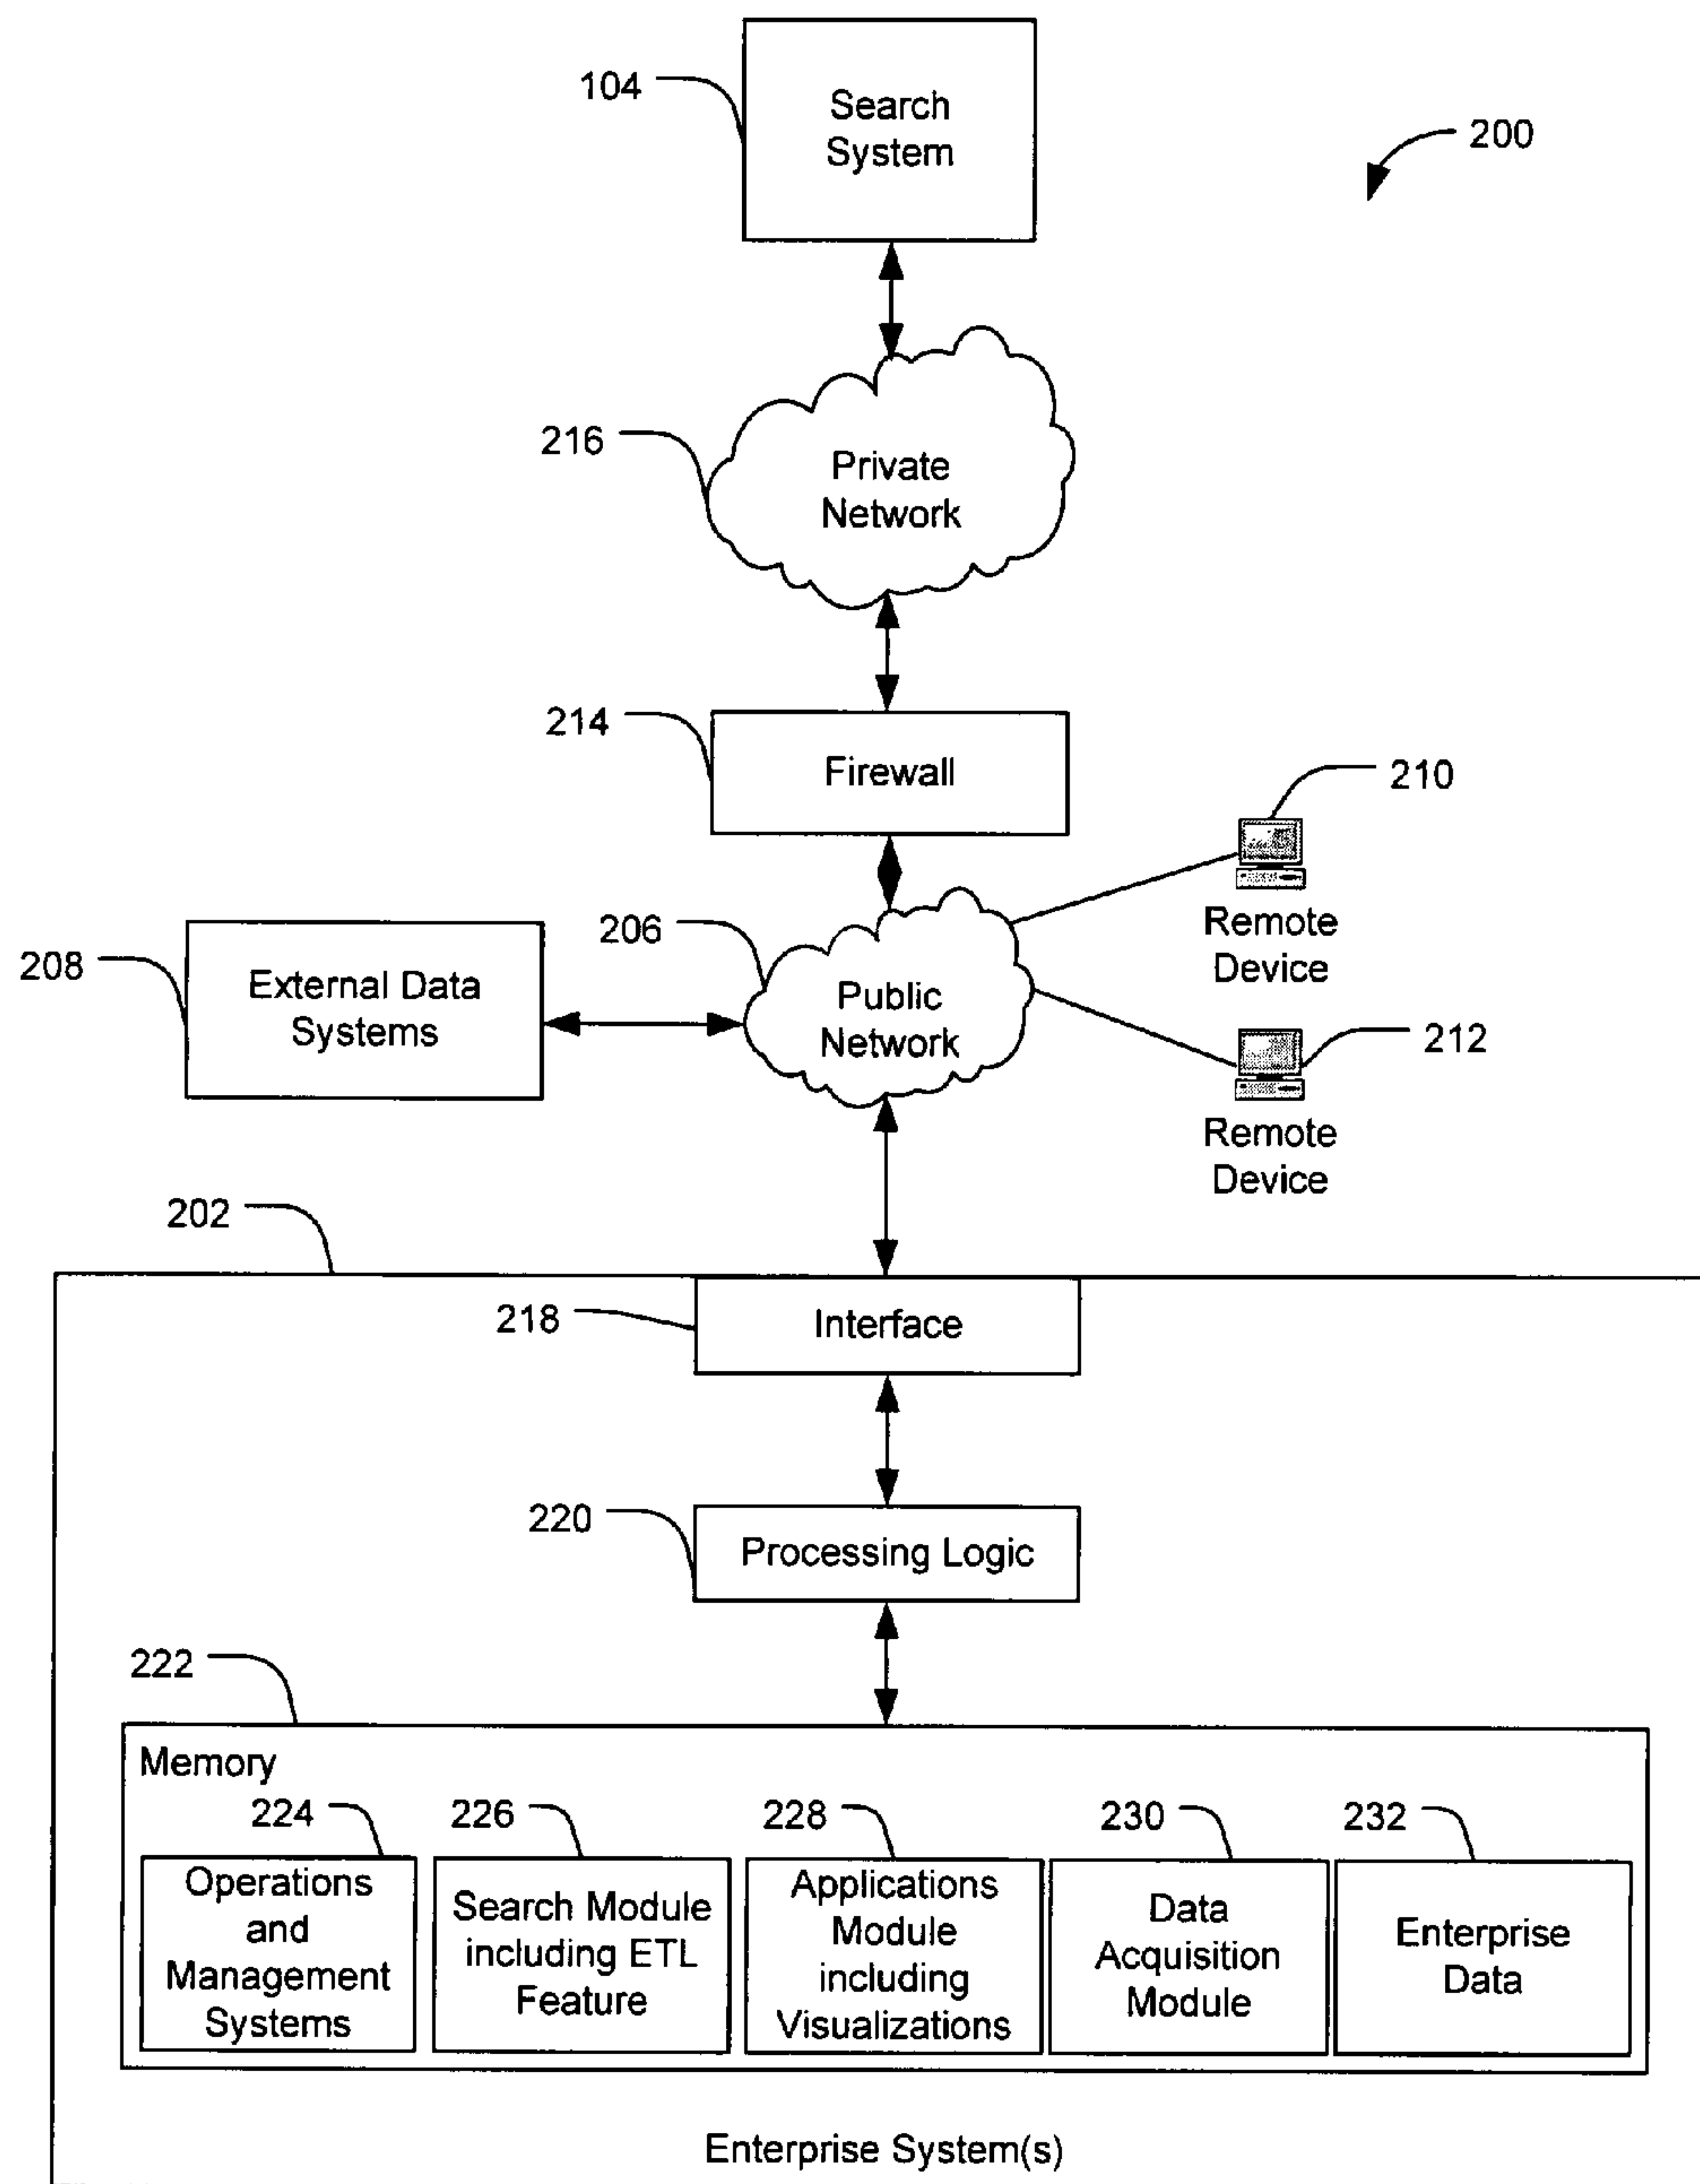 104
Search
System
200
216
Private
Network
214
Firewall
210
Remote
Device
206
208
External Data
Systems
Public
Network
212
Remote
Device
202
218
Interface
220
Processing Logic
222
Memory
224
226
228
230
232
Operations
and
Management
Systems
Search Module
including ETL
Feature
Applications
Module
including
Visualizations
Data
Acquisition
Module
Enterprise
Data
Enterprise System(s)